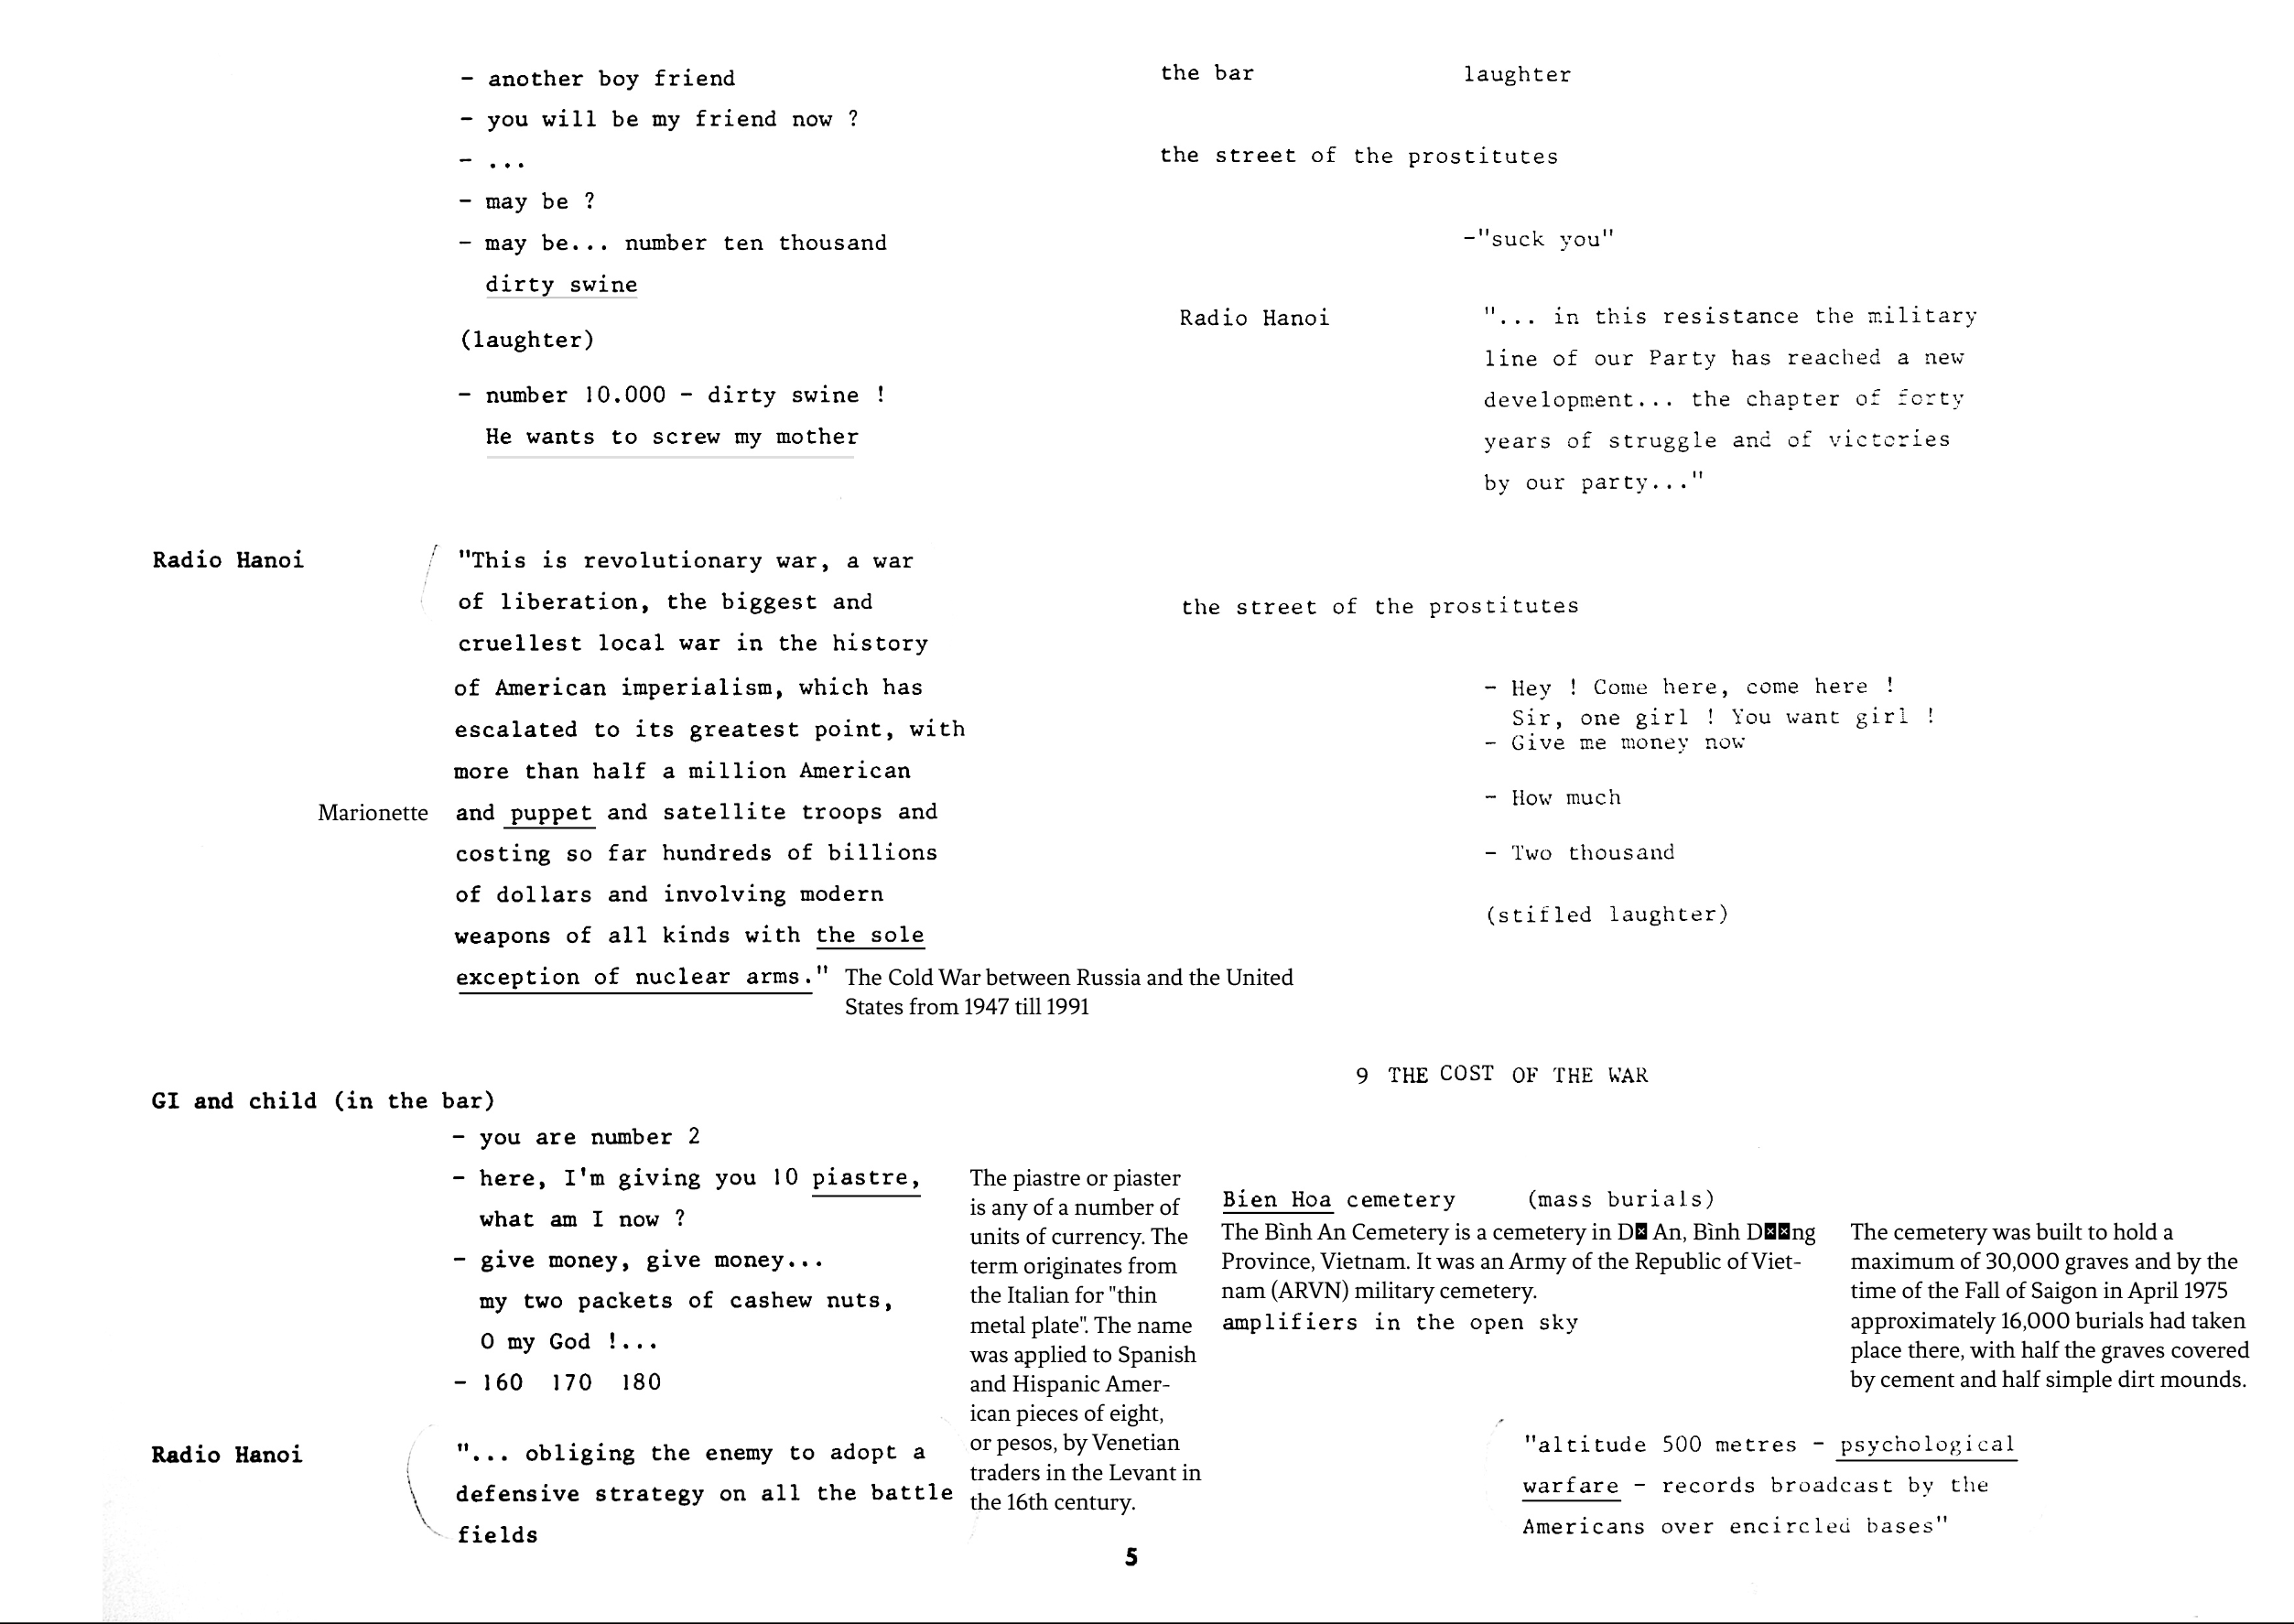 - another boy friend
- you will be my friend now ?
- ...
- may be ?
- may be... number ten thousand
dirty swine
(laughter)
- number 10.000 - dirty swine !
He wants to screw my mother
Radio Hanoi
"This is revolutionary war, a war
of liberation, the biggest and
cruellest local war in the history
of American imperialism, which has
escalated to its greatest point, with
more than half a million American
Marionette
and puppet and satellite troops and
costing so far hundreds of billions
of dollars and involving modern
weapons of all kinds with the sole
exception of nuclear arms."
The Cold War between Russia and the United
States from 1947 till 1991
GI and child (in the bar)
- you are number 2
- here, I'm giving you 10 piastre,
what am I now ?
- give money, give money...
my two packets of cashew nuts,
O my God !...
- 160 170 180
The piastre or piaster
is any of a number of
units of currency. The
term originates from
the Italian for "thin
metal plate". The name
was applied to Spanish
and Hispanic Amer-
ican pieces of eight,
or pesos, by Venetian
traders in the Levant in
the 16th century.
Radio Hanoi
"... obliging the enemy to adopt a
defensive strategy on all the battle
fields
the bar laughter
the street of the prostitutes
-"suck you"
Radio Hanoi
"... in this resistance the military
line of our Party has reached a new
development... the chapter of forty
years of struggle and of victories
by our party..."
the street of the prostitutes
- Hey ! Come here, come here !
Sir, one girl ! You want girl !
- Give me money now
- How much
- Two thousand
(stifled laughter)
9 THE COST OF THE WAR
Bien Hoa cemetery (mass burials)
The Bình An Cemetery is a cemetery in An, Bình
Province, Vietnam. It was an Army of the Republic of Viet-
nam (ARVN) military cemetery.
amplifiers in the open sky
The cemetery was built to hold a
maximum of 30,000 graves and by the
time of the Fall of Saigon in April 1975
approximately 16,000 burials had taken
place there, with half the graves covered
by cement and half simple dirt mounds.
"altitude 500 metres - psychological
warfare - records broadcast by the
Americans over encircled bases"
5